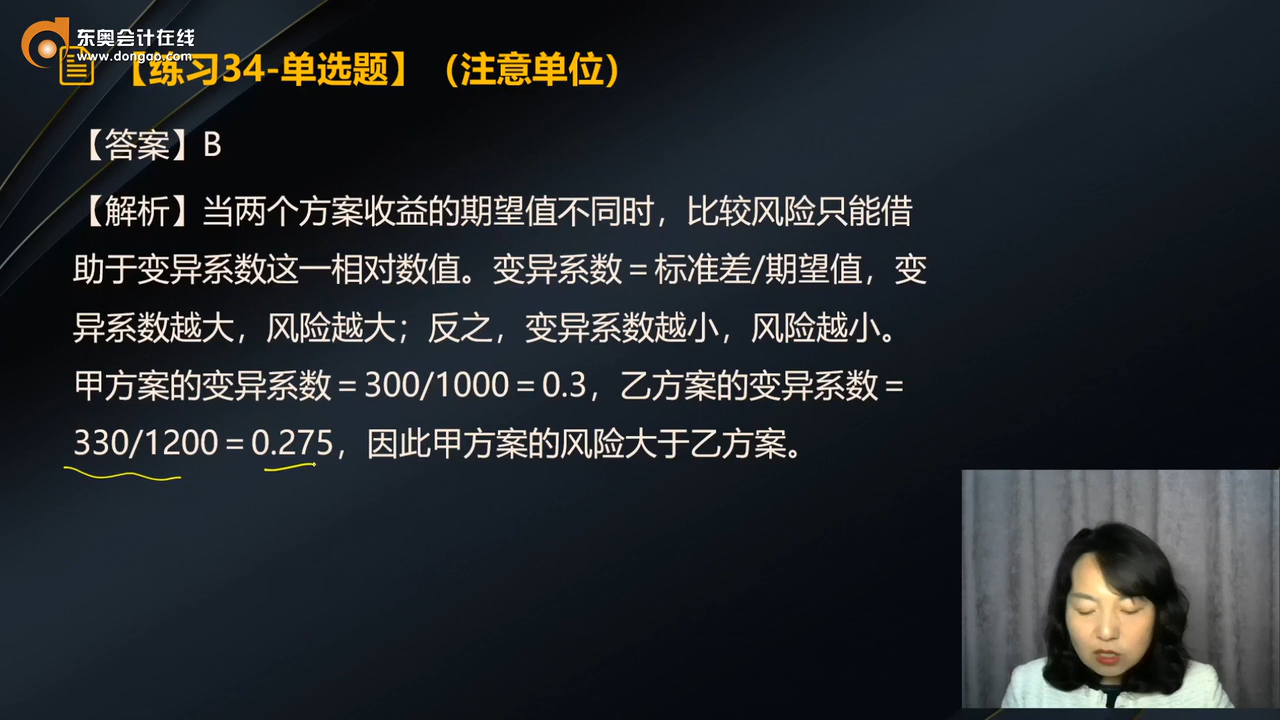 东奥会计在线
www.dongao.com
【练习34-单选题】（注意单位）
【答案】B
【解析】当两个方案收益的期望值不同时，比较风险只能借
助于变异系数这一相对数值。变异系数＝标准差/期望值，变
异系数越大，风险越大；反之，变异系数越小，风险越小。
甲方案的变异系数＝300/1000＝0.3，乙方案的变异系数＝
330/1200＝0.275，因此甲方案的风险大于乙方案。